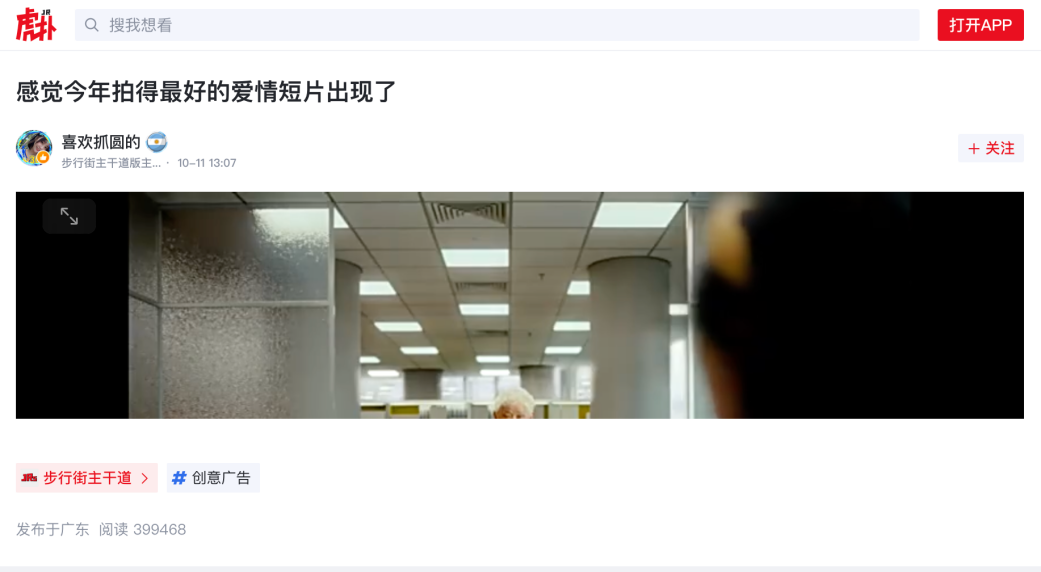 虎扑 JR
搜我想看
打开APP
感觉今年拍得最好的爱情短片出现了
喜欢抓圆的
步行街主干道版主... · 10-11 13:07
+ 关注
步行街主干道 >
# 创意广告
发布于广东 阅读 399468